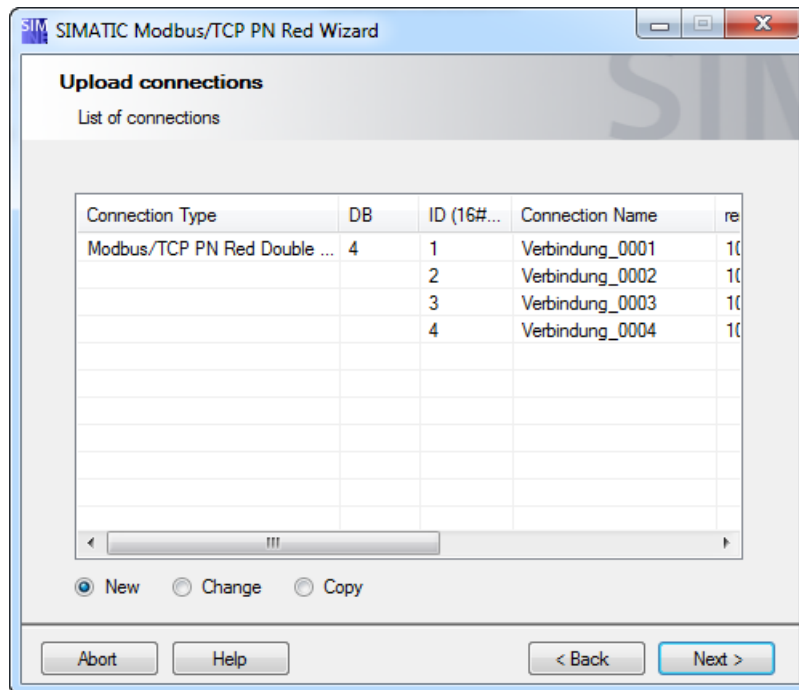 SIMATIC Modbus/TCP PN Red Wizard
Upload connections
List of connections
Connection Type DB ID (16#... Connection Name
Modbus/TCP PN Red Double ... 4 1 Verbindung_0001
2 Verbindung_0002
3 Verbindung_0003
4 Verbindung_0004
New Change Copy
Abort Help < Back Next >